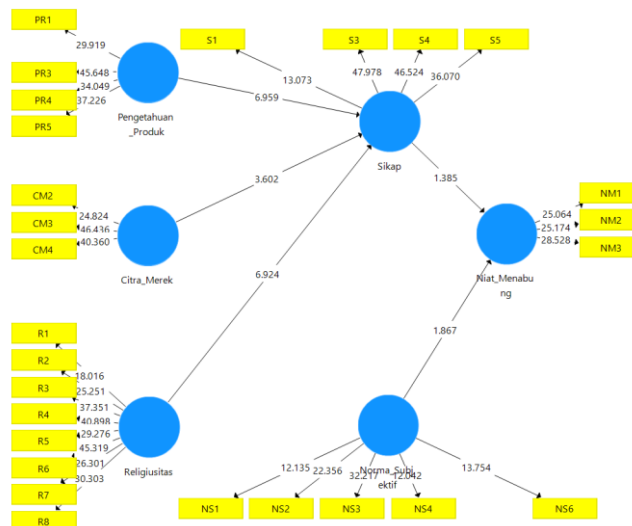 PR1
PR3
PR4
PR5
29.919
45.648
34.049
37.226
Pengetahuan
_Produk
S1
S3
S4
S5
13.073
47.978
46.524
36.070
6.959
Sikap
3.602
1.385
CM2
CM3
CM4
24.824
46.436
40.360
Citra_Merek
NM1
NM2
NM3
25.064
25.174
28.528
Niat_Menabu
ng
6.924
1.867
R1
R2
R3
R4
R5
R6
R7
R8
18.016
25.251
37.351
40.898
29.276
45.319
26.301
30.303
Religiusitas
Norma_Subj
ektif
12.135
22.356
32.217
12.042
13.754
NS1
NS2
NS3
NS4
NS6